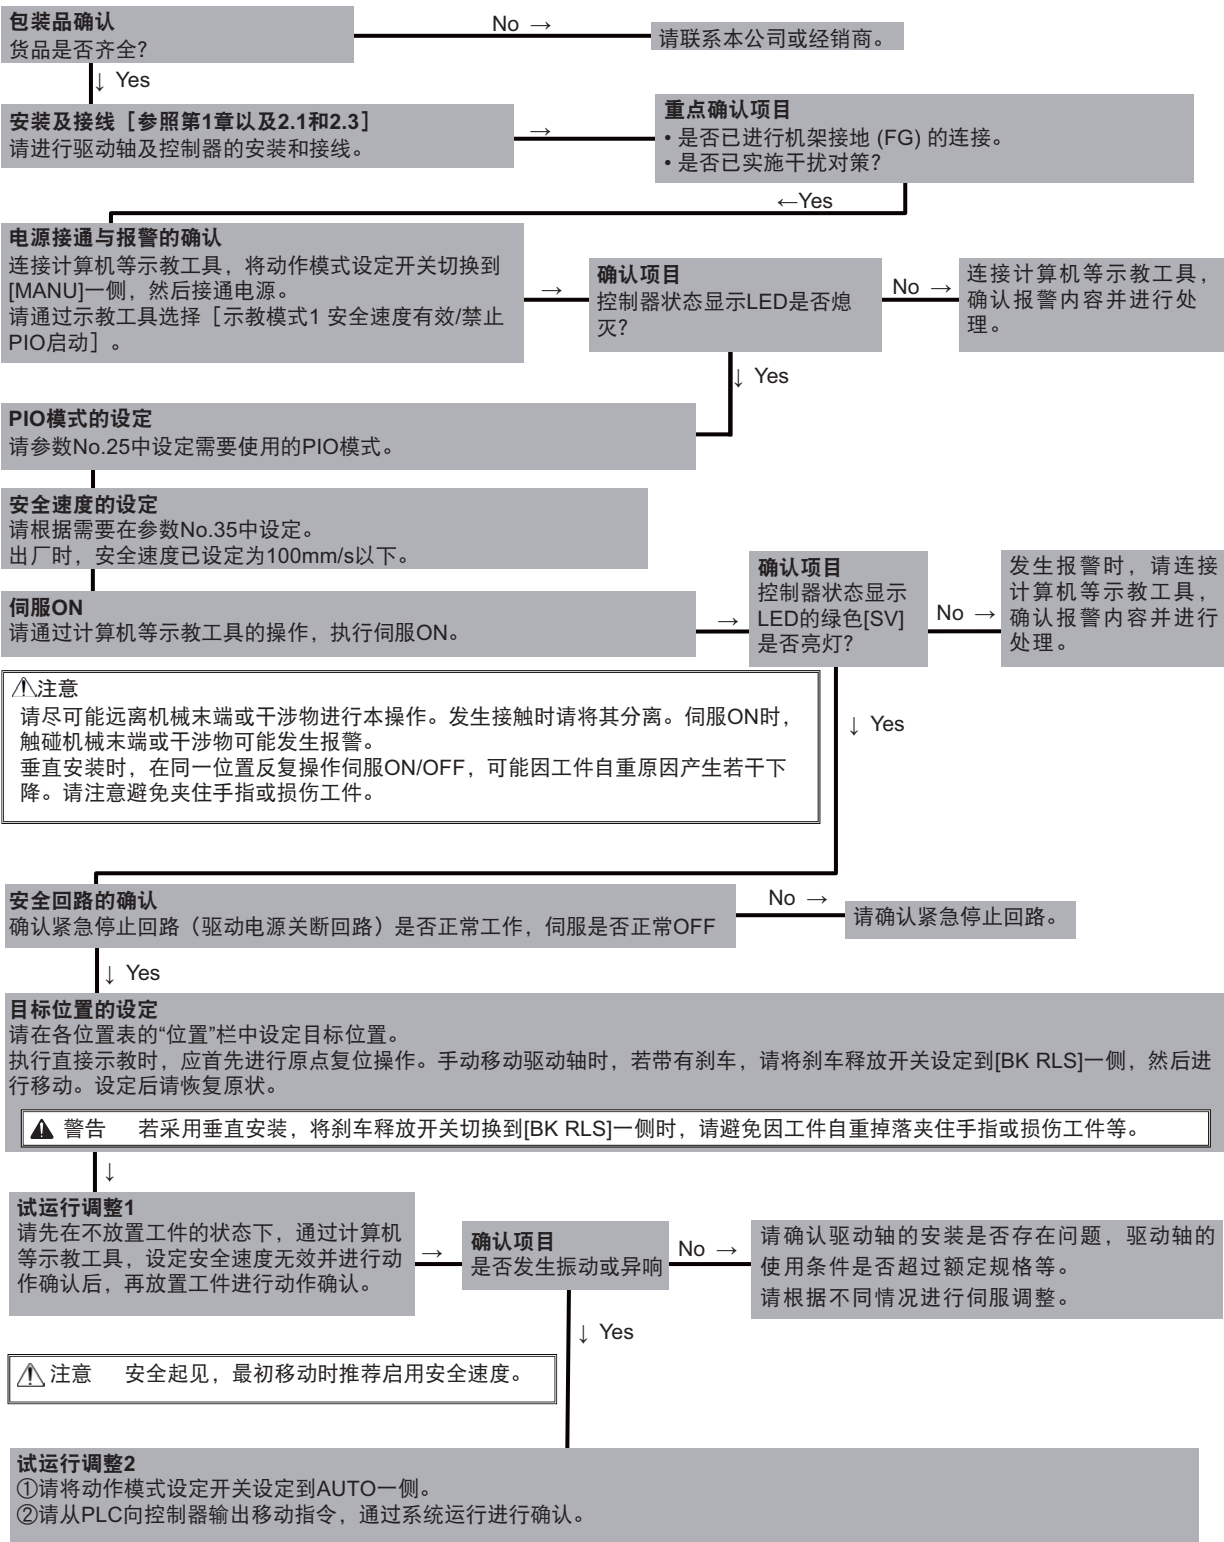 包装品确认
货品是否齐全?
No →
请联系本公司或经销商。
↓ Yes
安装及接线［参照第1章以及2.1和2.3］
请进行驱动轴及控制器的安装和接线。
→
重点确认项目
• 是否已进行机架接地 (FG) 的连接。
• 是否已实施干扰对策?
←Yes
电源接通与报警的确认
连接计算机等示教工具，将动作模式设定开关切换到
[MANU]一侧，然后接通电源。
请通过示教工具选择［示教模式1 安全速度有效/禁止
PIO启动］。
→
确认项目
控制器状态显示LED是否熄
灭?
No →
连接计算机等示教工具，
确认报警内容并进行处
理。
↓ Yes
PIO模式的设定
请参数No.25中设定需要使用的PIO模式。
安全速度的设定
请根据需要在参数No.35中设定。
出厂时，安全速度已设定为100mm/s以下。
伺服ON
请通过计算机等示教工具的操作，执行伺服ON。
→
确认项目
控制器状态显示
LED的绿色[SV]
是否亮灯?
No →
发生报警时，请连接
计算机等示教工具，
确认报警内容并进行
处理。
注意
请尽可能远离机械末端或干涉物进行本操作。发生接触时请将其分离。伺服ON时，
触碰机械末端或干涉物可能发生报警。
垂直安装时，在同一位置反复操作伺服ON/OFF，可能因工件自重原因产生若干下
降。请注意避免夹住手指或损伤工件。
↓ Yes
安全回路的确认
确认紧急停止回路（驱动电源关断回路）是否正常工作，伺服是否正常OFF
No →
请确认紧急停止回路。
↓ Yes
目标位置的设定
请在各位置表的“位置”栏中设定目标位置。
执行直接示教时，应首先进行原点复位操作。手动移动驱动轴时，若带有刹车，请将刹车释放开关设定到[BK RLS]一侧，然后进
行移动。设定后请恢复原状。
警告 若采用垂直安装，将刹车释放开关切换到[BK RLS]一侧时，请避免因工件自重掉落夹住手指或损伤工件等。
↓
试运行调整1
请先在不放置工件的状态下，通过计算机
等示教工具，设定安全速度无效并进行动
作确认后，再放置工件进行动作确认。
→
确认项目
是否发生振动或异响
No →
请确认驱动轴的安装是否存在问题，驱动轴的
使用条件是否超过额定规格等。
请根据不同情况进行伺服调整。
↓ Yes
注意 安全起见，最初移动时推荐启用安全速度。
试运行调整2
①请将动作模式设定开关设定到AUTO一侧。
②请从PLC向控制器输出移动指令，通过系统运行进行确认。